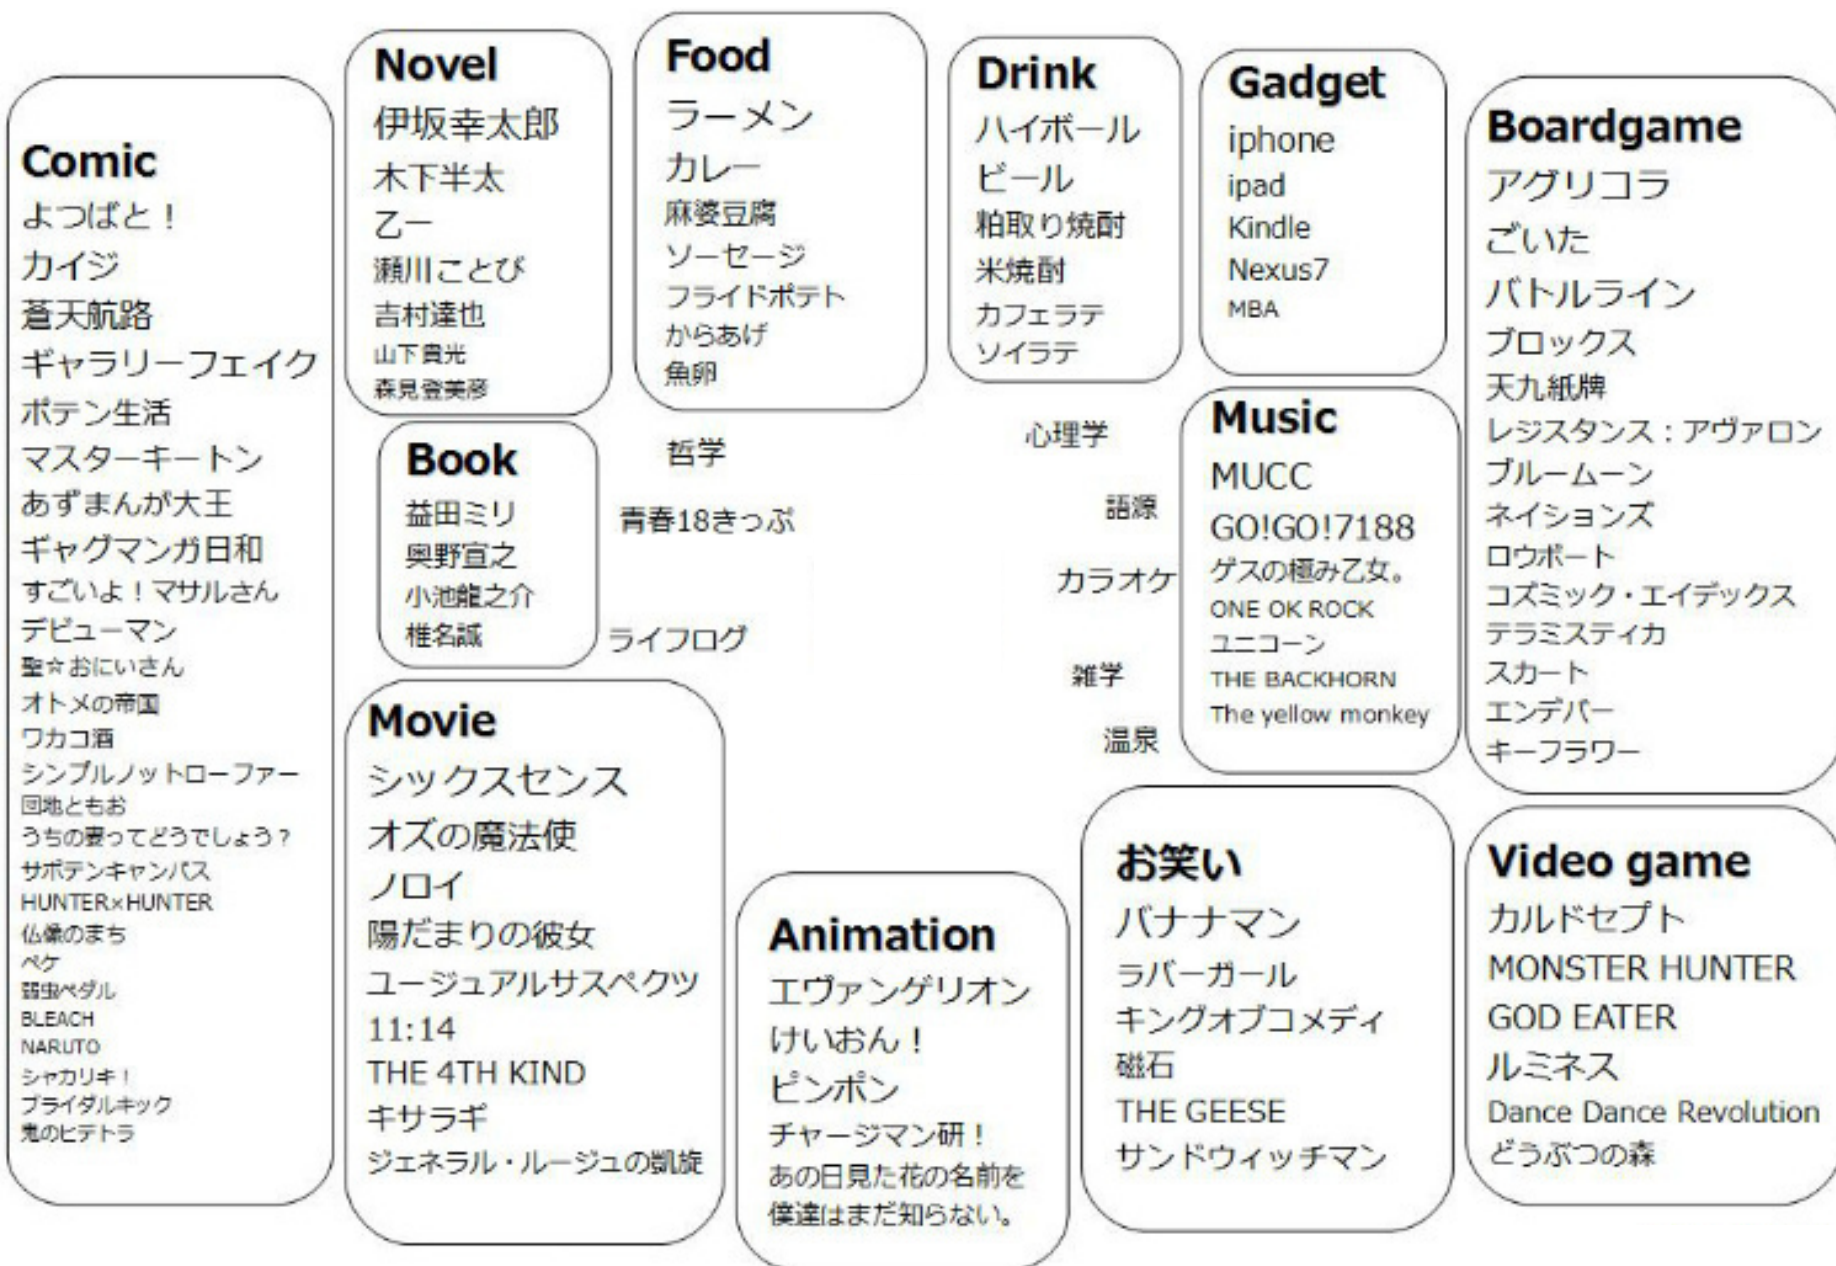 Comic
よつばと！
カイジ
蒼天航路
ギャラリーフェイク
ポテン生活
マスターキートン
あずまんが大王
ギャグマンガ日和
すごいよ！マサルさん
デビューマン
聖☆おにいさん
オトメの帝国
ワカコ酒
シンプルノットローファー
団地ともお
うちの妻ってどうでしょう？
サボテンキャンパス
HUNTER×HUNTER
仏像のまち
ペケ
弱虫ペダル
BLEACH
NARUTO
シャカリキ！
ブライダルキック
鬼のヒデトラ
Novel
伊坂幸太郎
木下半太
乙一
瀬川ことび
吉村達也
山下貴光
森見登美彦
Book
益田ミリ
奥野宣之
小池龍之介
椎名誠
Movie
シックスセンス
オズの魔法使
ノロイ
陽だまりの彼女
ユージュアルサスペクツ
11:14
THE 4TH KIND
キサラギ
ジェネラル・ルージュの凱旋
Food
ラーメン
カレー
麻婆豆腐
ソーセージ
フライドポテト
からあげ
魚卵
哲学
青春18きっぷ
ライフログ
Animation
エヴァンゲリオン
けいおん！
ピンポン
チャージマン研！
あの日見た花の名前を
僕達はまだ知らない。
Drink
ハイボール
ビール
粕取り焼酎
米焼酎
カフェラテ
ソイラテ
心理学
語源
カラオケ
雑学
温泉
Gadget
iphone
ipad
Kindle
Nexus7
MBA
Music
MUCC
GO!GO!7188
ゲスの極み乙女。
ONE OK ROCK
ユニコーン
THE BACKHORN
The yellow monkey
お笑い
バナナマン
ラバーガール
キングオブコメディ
磁石
THE GEESE
サンドウィッチマン
Boardgame
アグリコラ
ごいた
バトルライン
ブロックス
天九紙牌
レジスタンス：アヴァロン
ブルームーン
ネイションズ
ロウボート
コズミック・エイデックス
テラミスティカ
スカート
エンデバー
キーフラワー
Video game
カルドセプト
MONSTER HUNTER
GOD EATER
ルミネス
Dance Dance Revolution
どうぶつの森